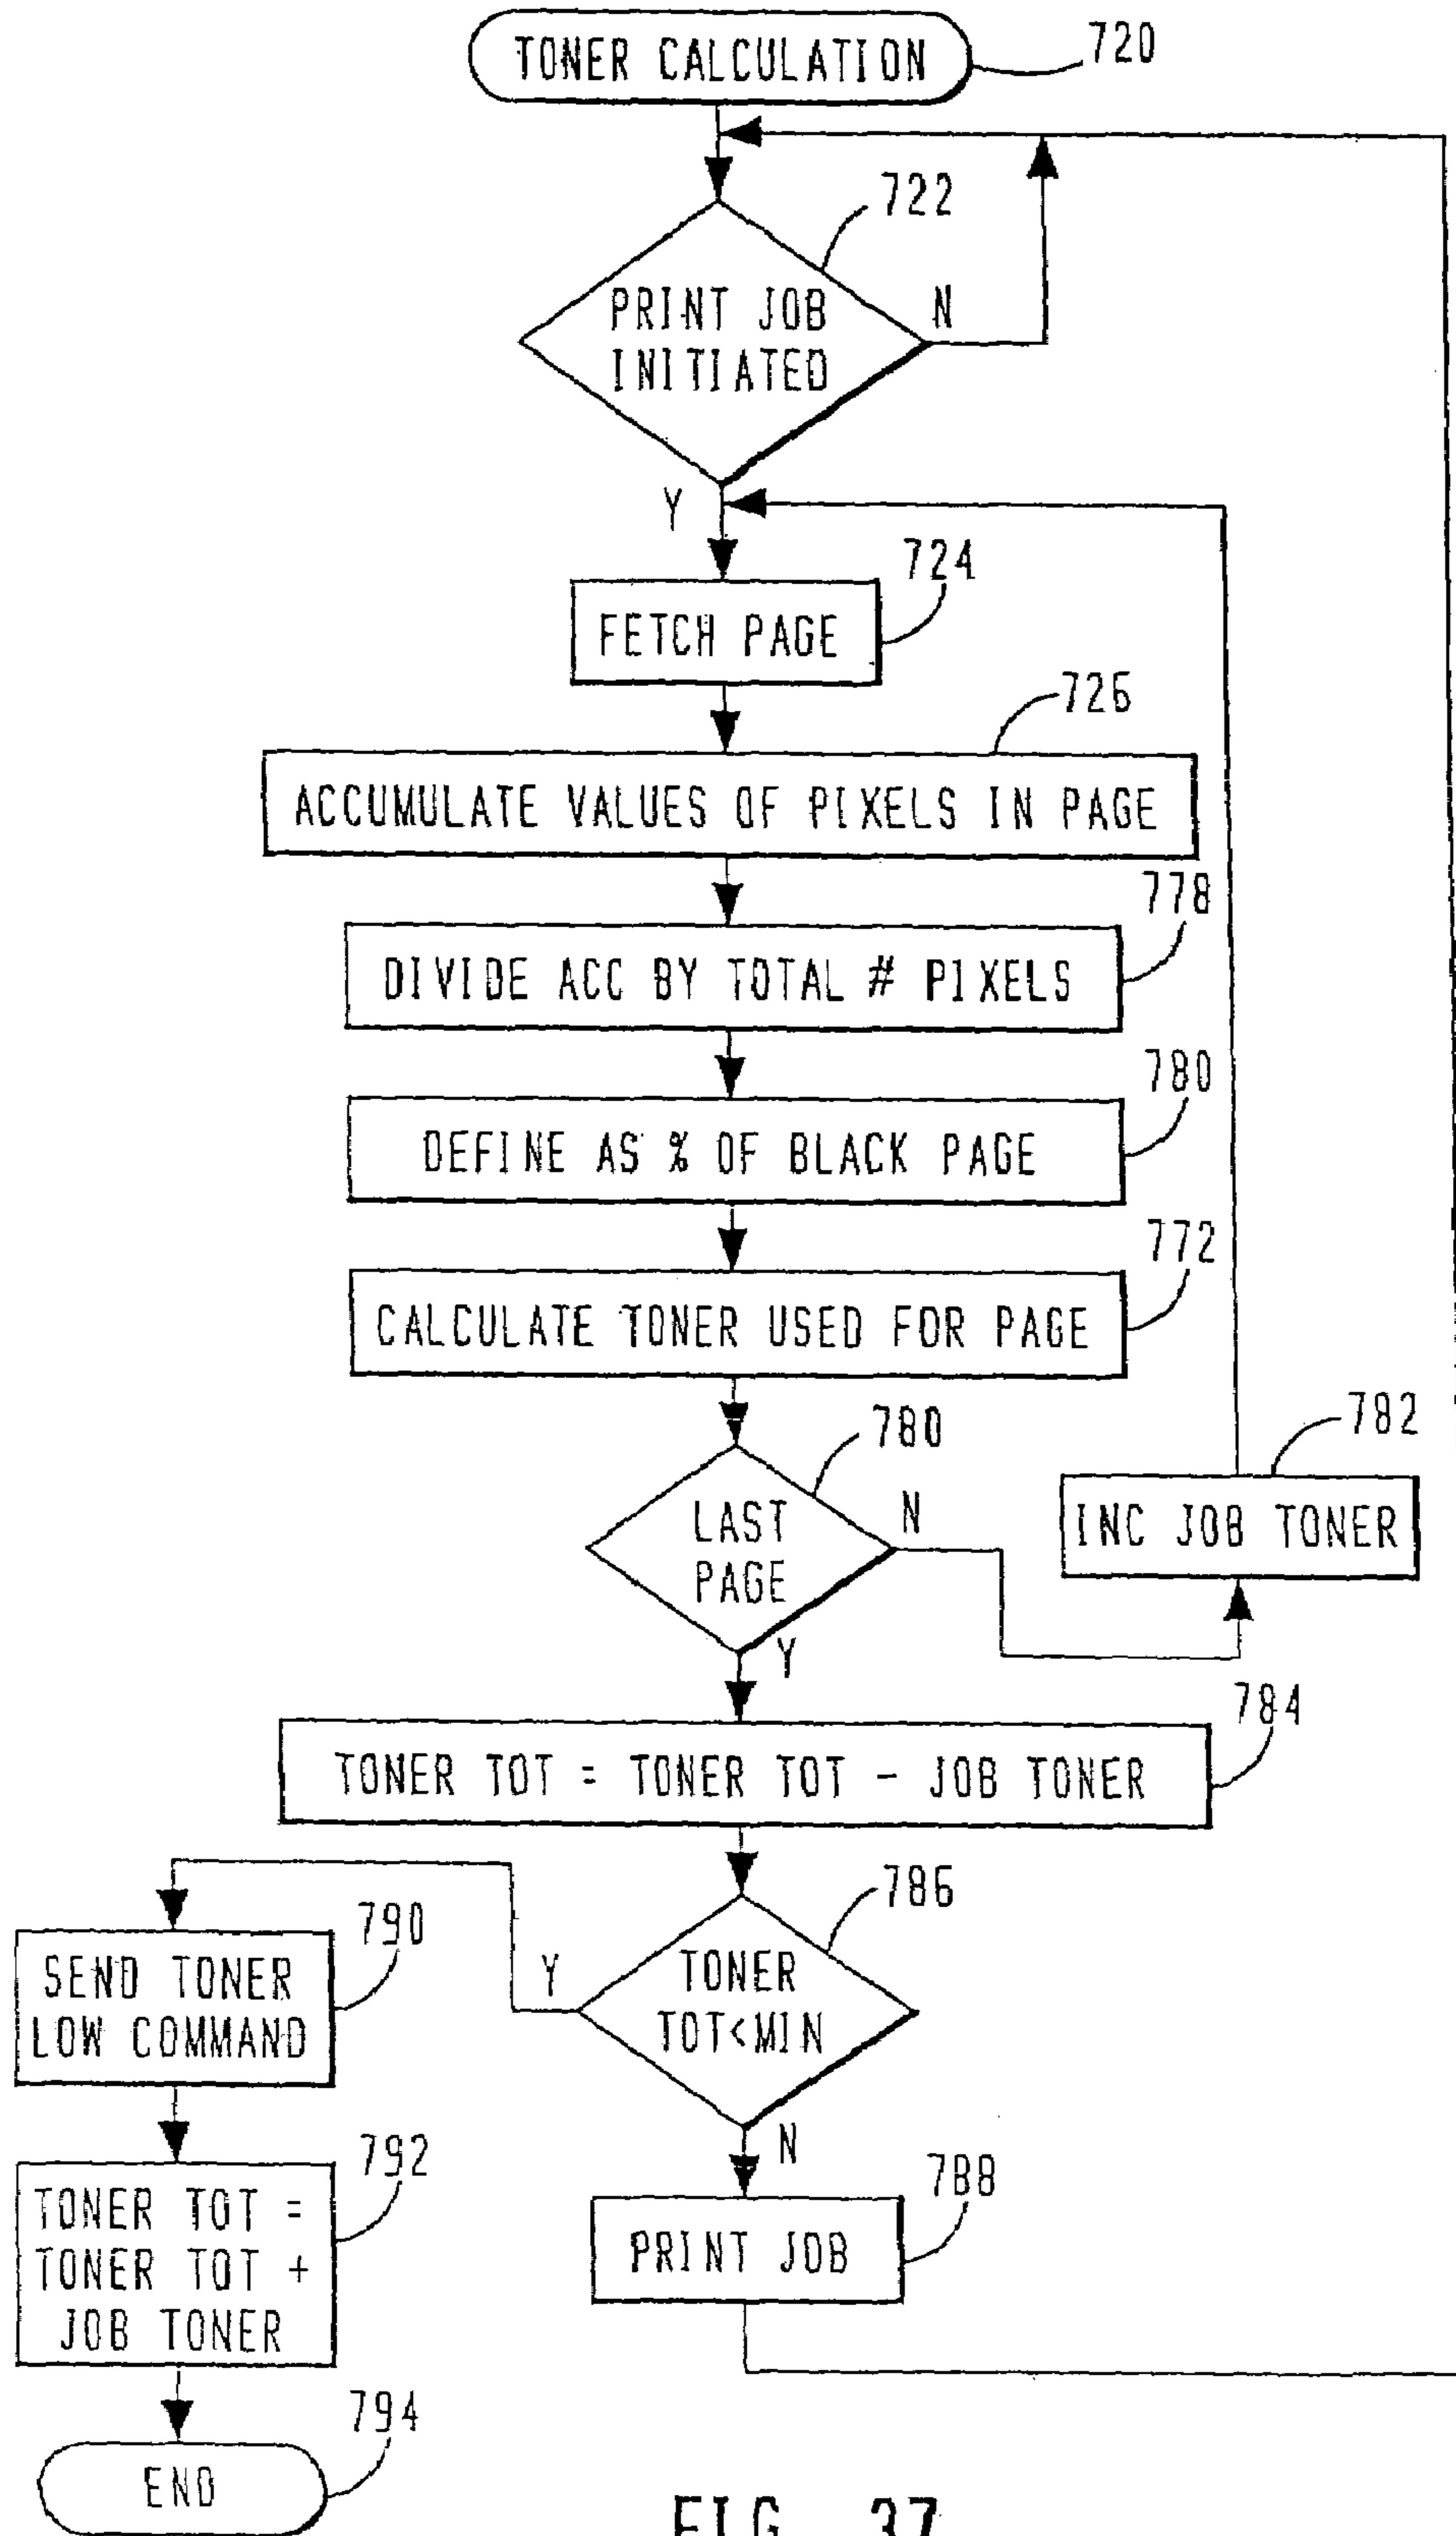 TONER CALCULATION
720
722
PRINT JOB
INITIATED
N
Y
724
FETCH PAGE
726
ACCUMULATE VALUES OF PIXELS IN PAGE
778
DIVIDE ACC BY TOTAL # PIXELS
780
DEFINE AS % OF BLACK PAGE
772
CALCULATE TONER USED FOR PAGE
780
LAST
PAGE
N
782
INC JOB TONER
Y
784
TONER TOT = TONER TOT - JOB TONER
786
TONER
TOT<MIN
Y
790
SEND TONER
LOW COMMAND
N
792
TONER TOT =
TONER TOT +
JOB TONER
788
PRINT JOB
794
END
FIG. 37